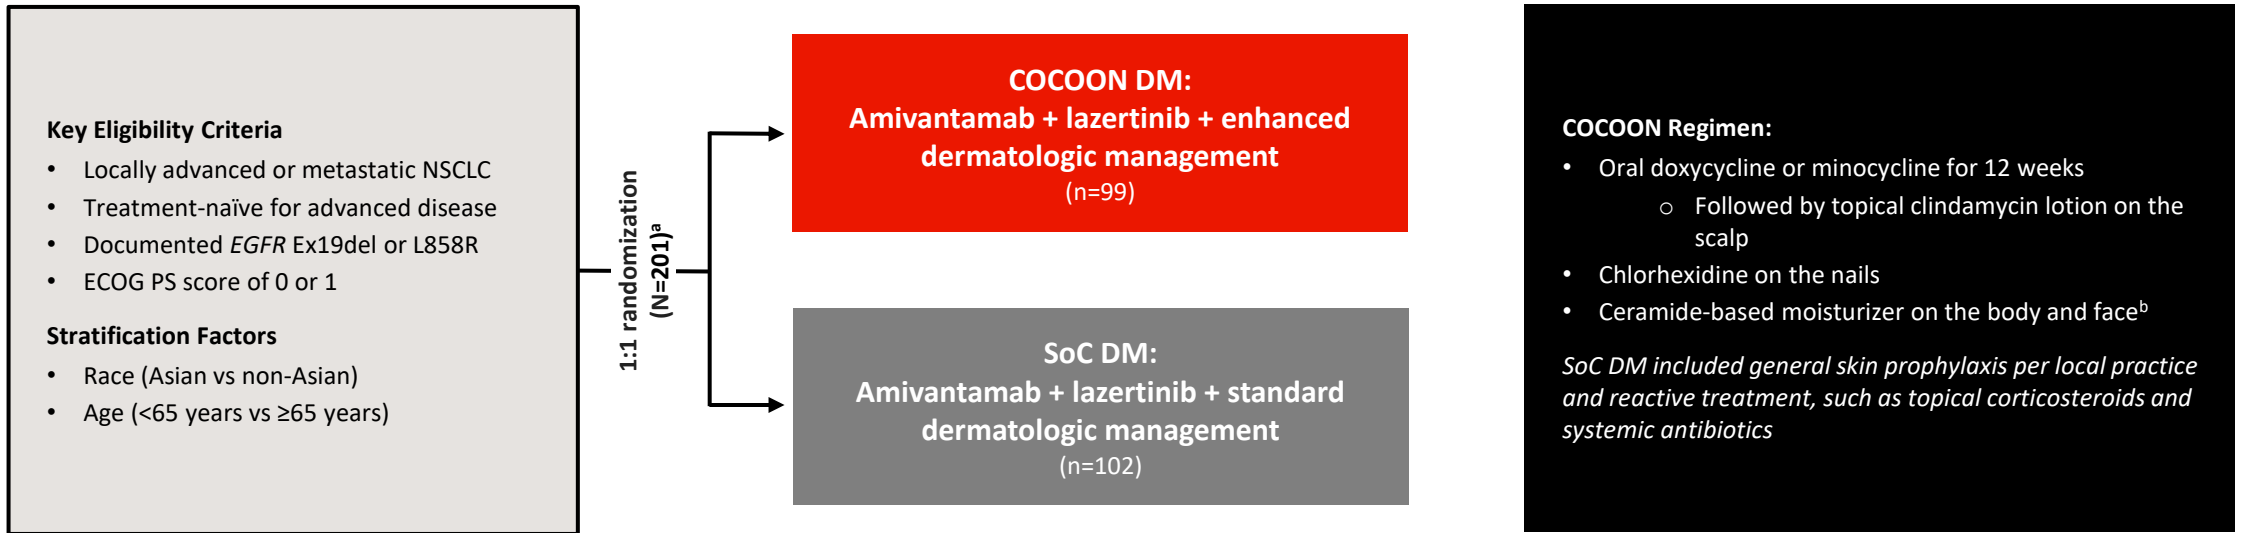 Key Eligibility Criteria
• Locally advanced or metastatic NSCLC
• Treatment-naïve for advanced disease
• Documented EGFR Ex19del or L858R
• ECOG PS score of 0 or 1
Stratification Factors
• Race (Asian vs non-Asian)
• Age (<65 years vs ≥65 years)
1:1 randomization
(N=201)ᵃ
COCOON DM:
Amivantamab + lazertinib + enhanced
dermatologic management
(n=99)
SoC DM:
Amivantamab + lazertinib + standard
dermatologic management
(n=102)
COCOON Regimen:
• Oral doxycycline or minocycline for 12 weeks
o Followed by topical clindamycin lotion on the
scalp
• Chlorhexidine on the nails
• Ceramide-based moisturizer on the body and faceᵇ
SoC DM included general skin prophylaxis per local practice
and reactive treatment, such as topical corticosteroids and
systemic antibiotics